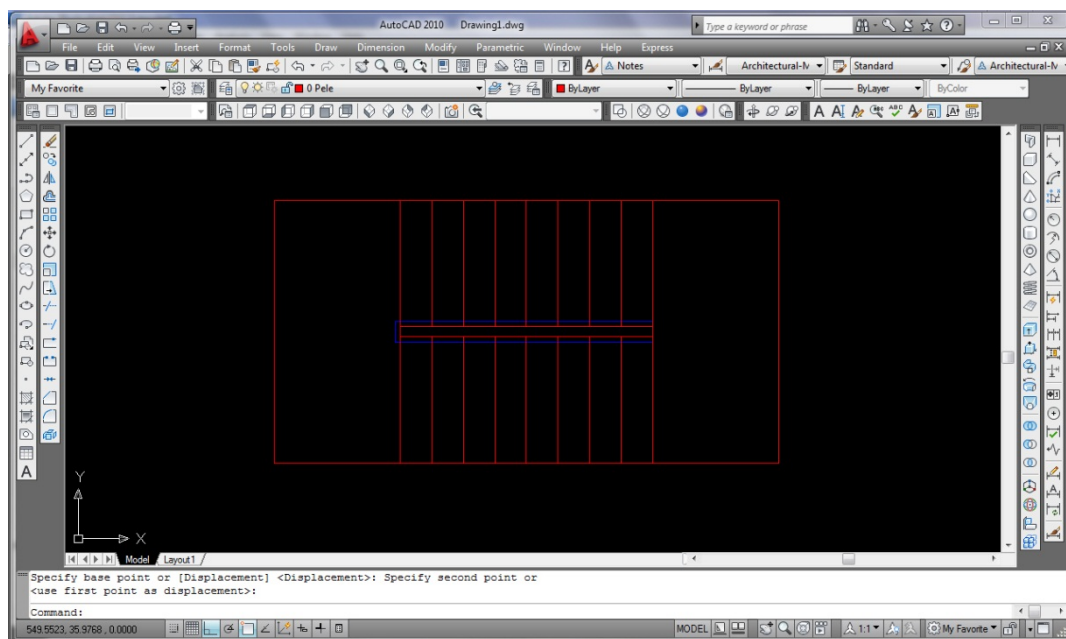 AutoCAD 2010 Drawing1.dwg Type a keyword or phrase
File Edit View Insert Format Tools Draw Dimension Modify Parametric Window Help Express
Notes Architectural-N Standard Architectural-N
My Favorite 0 Pele ByLayer ByLayer ByLayer ByColor
Y
X
Model Layout1
Specify base point or [Displacement] <Displacement>: Specify second point or
<use first point as displacement>:
Command:
549.5523, 35.9768, 0.0000 MODEL 1:1 My Favorite